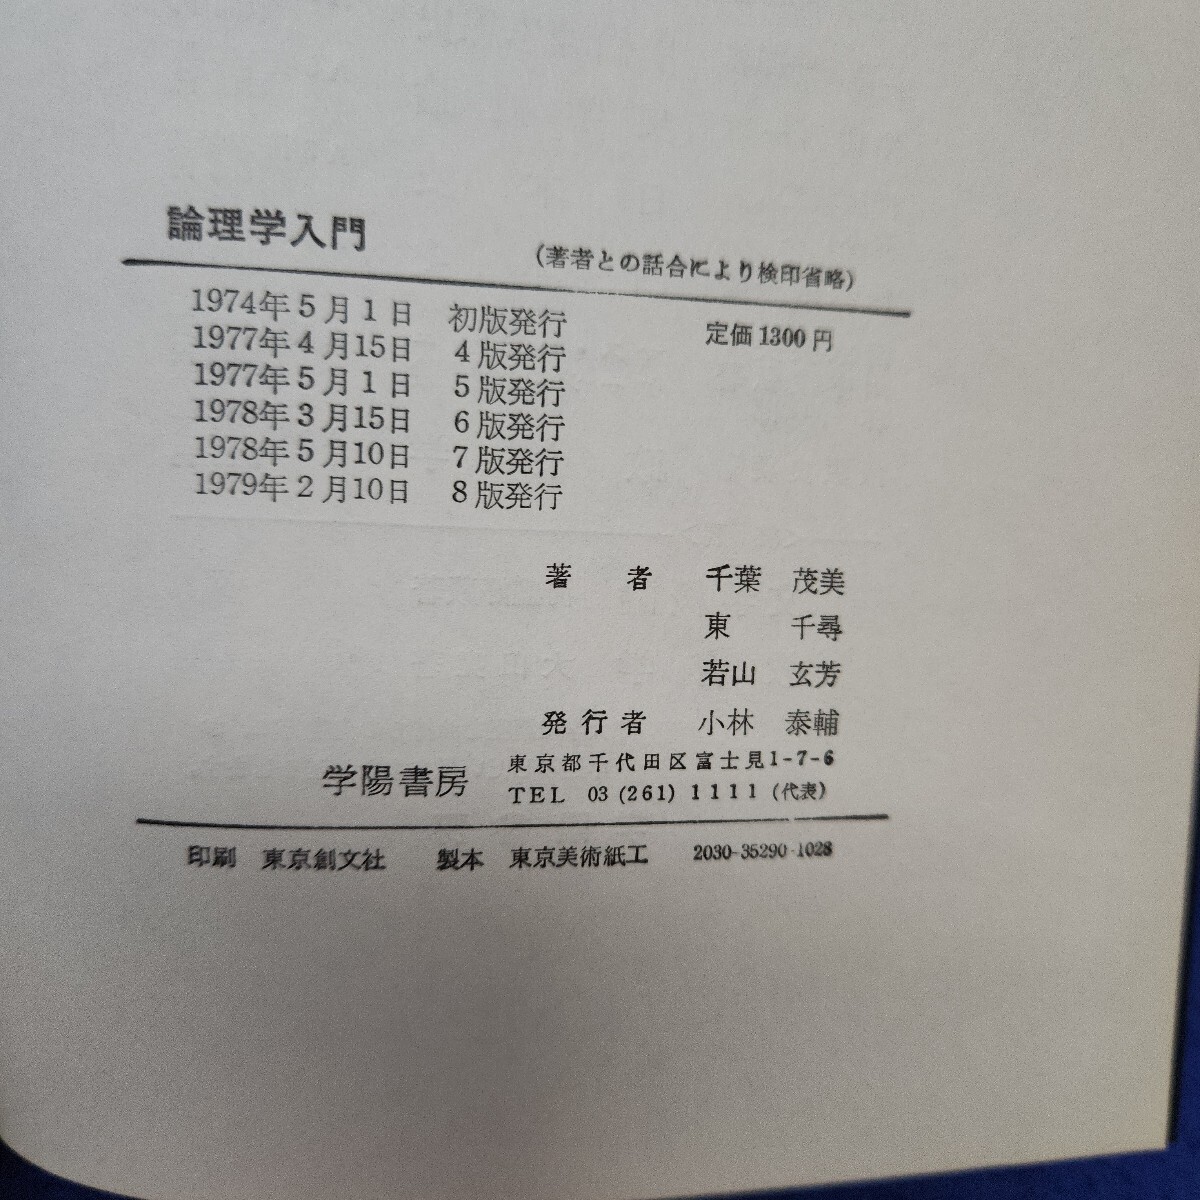 論理学入門
(著者との話合により検印省略)
1974年5月1日 初版発行 定価1300円
1977年4月15日 4版発行
1977年5月1日 5版発行
1978年3月15日 6版発行
1978年5月10日 7版発行
1979年2月10日 8版発行
著者 千葉 茂美
東 千尋
若山 玄芳
発行者 小林 泰輔
学陽書房 東京都千代田区富士見1-7-6
TEL 03 (261) 1111 (代表)
印刷 東京創文社 製本 東京美術紙工 2030-35290-1028